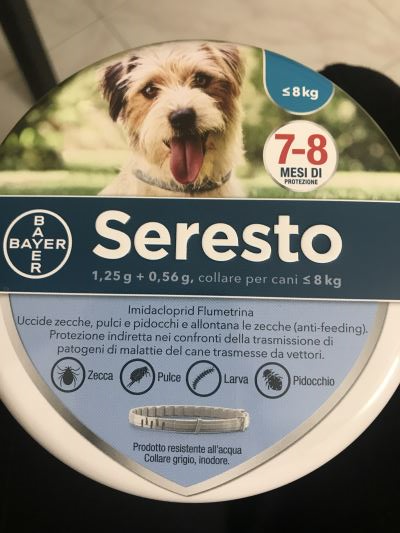 ≤8kg
7-8
MESI DI
PROTEZIONE
BAYER
BAYER
Seresto
1,25 g + 0,56 g, collare per cani ≤ 8 kg
Imidacloprid Flumetrina
Uccide zecche, pulci e pidocchi e allontana le zecche (anti-feeding).
Protezione indiretta nei confronti della trasmissione di
patogeni di malattie del cane trasmesse da vettori.
Zecca Pulce Larva Pidocchio
Prodotto resistente all'acqua
Collare grigio, inodore.